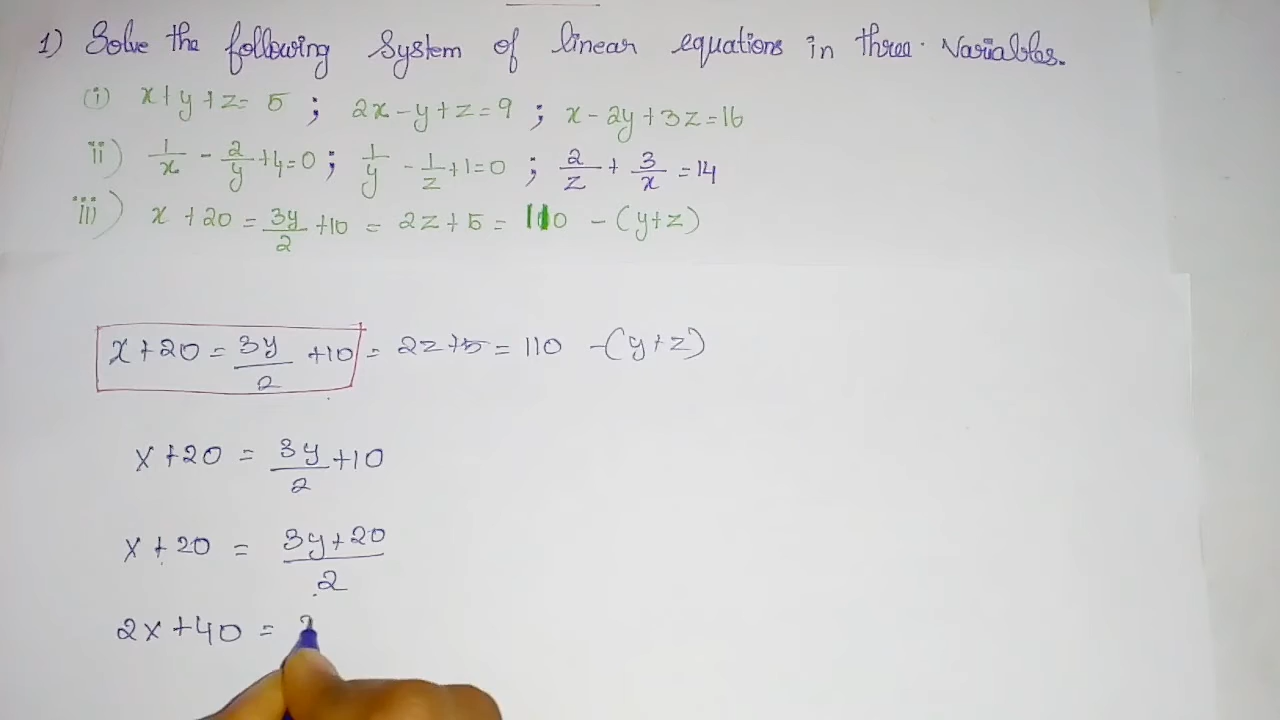 1) Solve the following System of linear equations in three Variables.
(i) x+y+z=5 ; 2x-y+z=9 ; x-2y+3z=16
ii) 1/x - 2/y +4=0 ; 1/y - 1/z +1=0 ; 2/z + 3/x = 14
iii) x+20 = 3y/2 +10 = 2z+5 = 110 -(y+z)
x+20 = 3y/2 +10 = 2z+5 = 110 -(y+z)
x+20 = 3y/2 +10
x+20 = 3y+20/2
2x+40 =